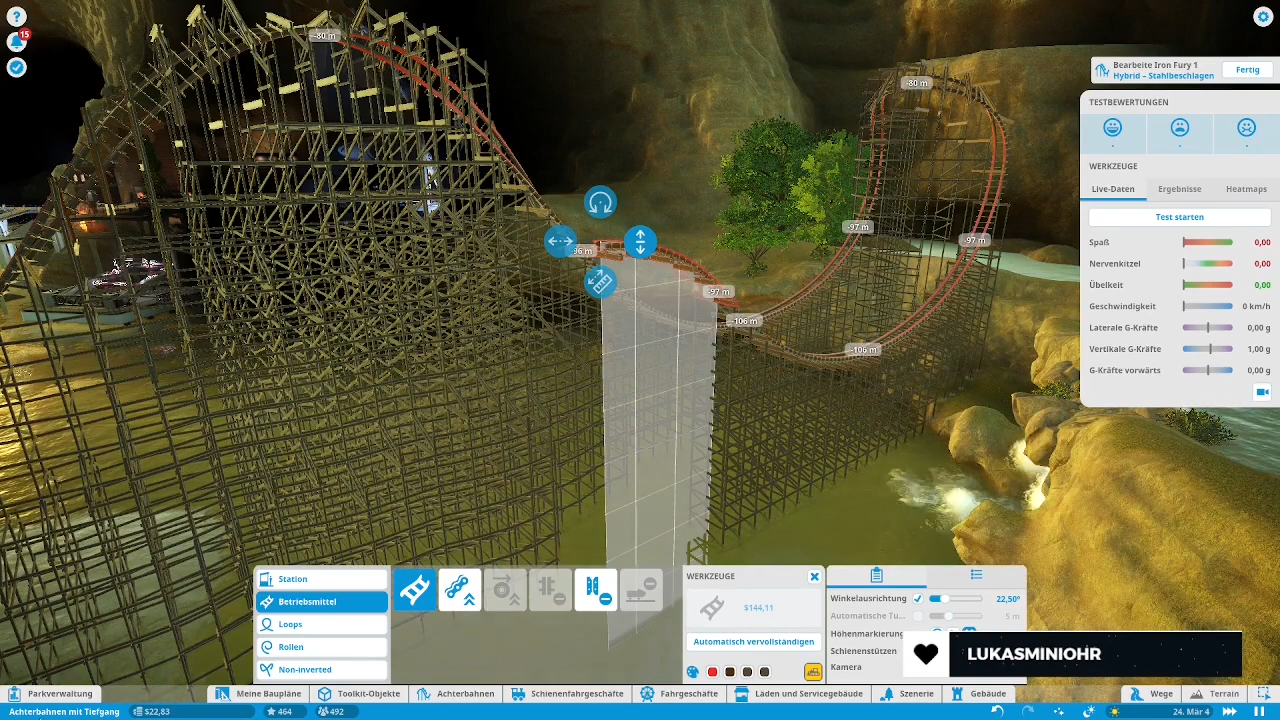 ?
15
-80 m
-80 m
Bearbeite Iron Fury 1
Hybrid – Stahlbeschlagen
Fertig
TESTBEWERTUNGEN
-
-
-
WERKZEUGE
Live-Daten
Ergebnisse
Heatmaps
Test starten
Spaß
0,00
Nervenkitzel
0,00
Übelkeit
0,00
Geschwindigkeit
0 km/h
Laterale G-Kräfte
0,00 g
Vertikale G-Kräfte
1,00 g
G-Kräfte vorwärts
0,00 g
-97 m
-97 m
-97 m
-106 m
-106 m
Station
Betriebsmittel
Loops
Rollen
Non-inverted
WERKZEUGE
$144,11
Automatisch vervollständigen
Winkelausrichtung
22,50°
Automatische Tu...
5 m
Höhenmarkierung
Schienenstützen
Kamera
LUKASMINIOHR
Parkverwaltung
Meine Baupläne
Toolkit-Objekte
Achterbahnen
Schienenfahrgeschäfte
Fahrgeschäfte
Läden und Servicegebäude
Szenerie
Gebäude
Wege
Terrain
Achterbahnen mit Tiefgang
$22,83
464
492
24. Mär 4